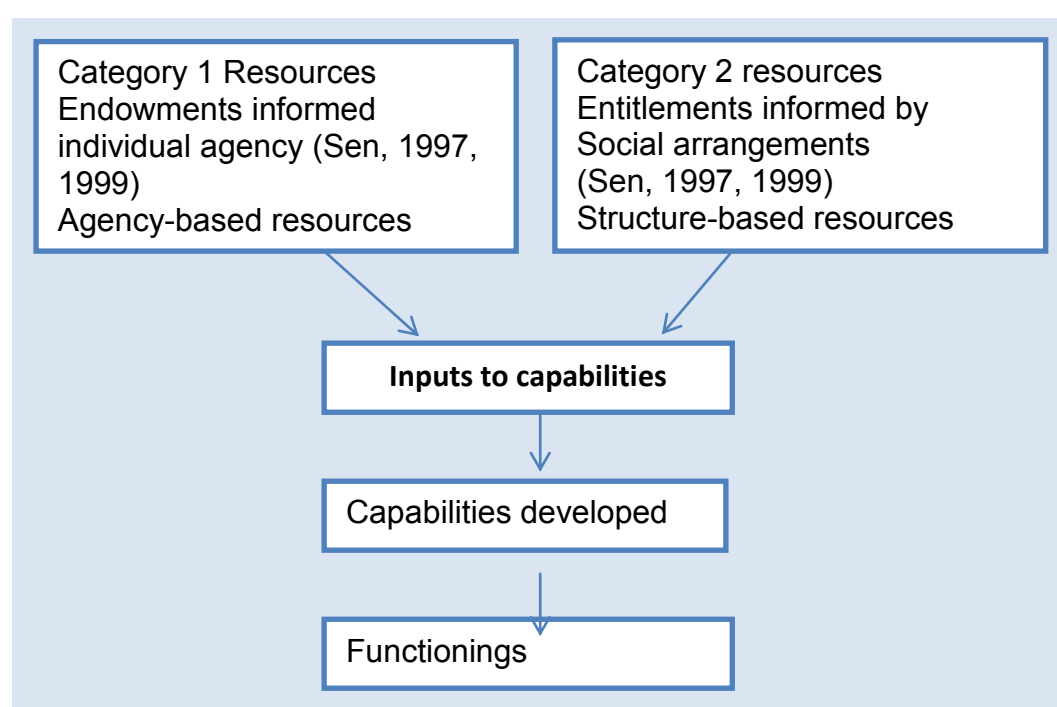 Category 1 Resources
Endowments informed
individual agency (Sen, 1997,
1999)
Agency-based resources
Category 2 resources
Entitlements informed by
Social arrangements
(Sen, 1997, 1999)
Structure-based resources
Inputs to capabilities
Capabilities developed
Functionings